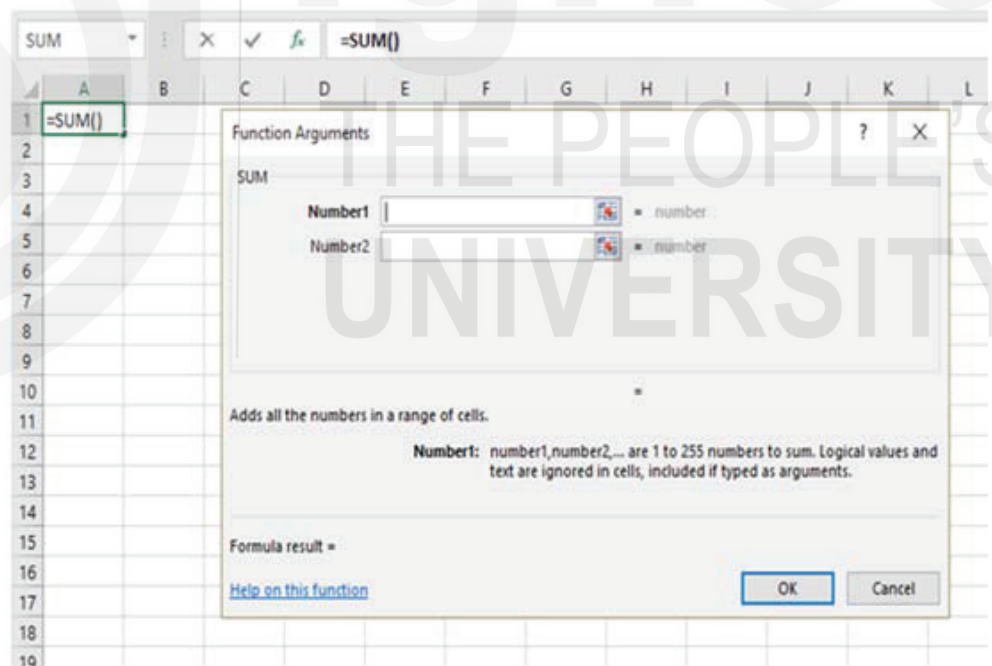 SUM fx =SUM()
A B C D E F G H I J K L
1 =SUM()
Function Arguments ? X
2
THE PEOPLE'S
3
SUM
4 Number1 = number
5 Number2 = number
6
UNIVERSITY
7
8
9
10 =
11 Adds all the numbers in a range of cells.
12 Number1: number1,number2,... are 1 to 255 numbers to sum. Logical values and
13 text are ignored in cells, included if typed as arguments.
14
15 Formula result =
16
Help on this function OK Cancel
17
18
19